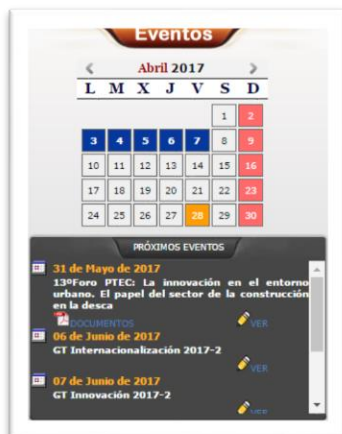 Eventos
Abril 2017
L M X J V S D
1 2
3 4 5 6 7 8 9
10 11 12 13 14 15 16
17 18 19 20 21 22 23
24 25 26 27 28 29 30
PRÓXIMOS EVENTOS
31 de Mayo de 2017
13ºForo PTEC: La innovación en el entorno
urbano. El papel del sector de la construcción
en la desca
DOCUMENTOS VER
06 de Junio de 2017
GT Internacionalización 2017-2
VER
07 de Junio de 2017
GT Innovación 2017-2
VER